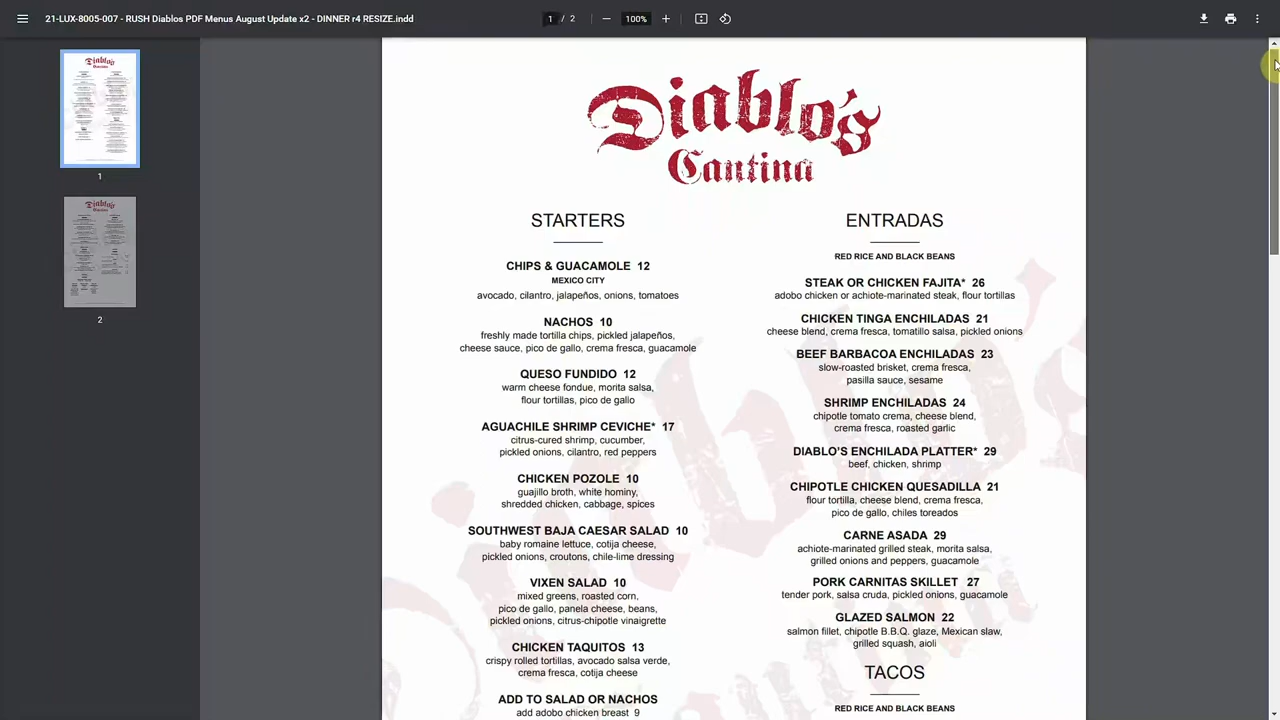 21-LUX-8005-007 - RUSH Diablos PDF Menus August Update x2 - DINNER r4 RESIZE.indd
1 / 2
100%
1
2
Diablo's
Cantina
STARTERS
CHIPS & GUACAMOLE 12
MEXICO CITY
avocado, cilantro, jalapeños, onions, tomatoes
NACHOS 10
freshly made tortilla chips, pickled jalapeños,
cheese sauce, pico de gallo, crema fresca, guacamole
QUESO FUNDIDO 12
warm cheese fondue, morita salsa,
flour tortillas, pico de gallo
AGUACHILE SHRIMP CEVICHE* 17
citrus-cured shrimp, cucumber,
pickled onions, cilantro, red peppers
CHICKEN POZOLE 10
guajillo broth, white hominy,
shredded chicken, cabbage, spices
SOUTHWEST BAJA CAESAR SALAD 10
baby romaine lettuce, cotija cheese,
pickled onions, croutons, chile-lime dressing
VIXEN SALAD 10
mixed greens, roasted corn,
pico de gallo, panela cheese, beans,
pickled onions, citrus-chipotle vinaigrette
CHICKEN TAQUITOS 13
crispy rolled tortillas, avocado salsa verde,
crema fresca, cotija cheese
ADD TO SALAD OR NACHOS
add adobo chicken breast 9
ENTRADAS
RED RICE AND BLACK BEANS
STEAK OR CHICKEN FAJITA* 26
adobo chicken or achiote-marinated steak, flour tortillas
CHICKEN TINGA ENCHILADAS 21
cheese blend, crema fresca, tomatillo salsa, pickled onions
BEEF BARBACOA ENCHILADAS 23
slow-roasted brisket, crema fresca,
pasilla sauce, sesame
SHRIMP ENCHILADAS 24
chipotle tomato crema, cheese blend,
crema fresca, roasted garlic
DIABLO'S ENCHILADA PLATTER* 29
beef, chicken, shrimp
CHIPOTLE CHICKEN QUESADILLA 21
flour tortilla, cheese blend, crema fresca,
pico de gallo, chiles toreados
CARNE ASADA 29
achiote-marinated grilled steak, morita salsa,
grilled onions and peppers, guacamole
PORK CARNITAS SKILLET 27
tender pork, salsa cruda, pickled onions, guacamole
GLAZED SALMON 22
salmon fillet, chipotle B.B.Q. glaze, Mexican slaw,
grilled squash, aioli
TACOS
RED RICE AND BLACK BEANS